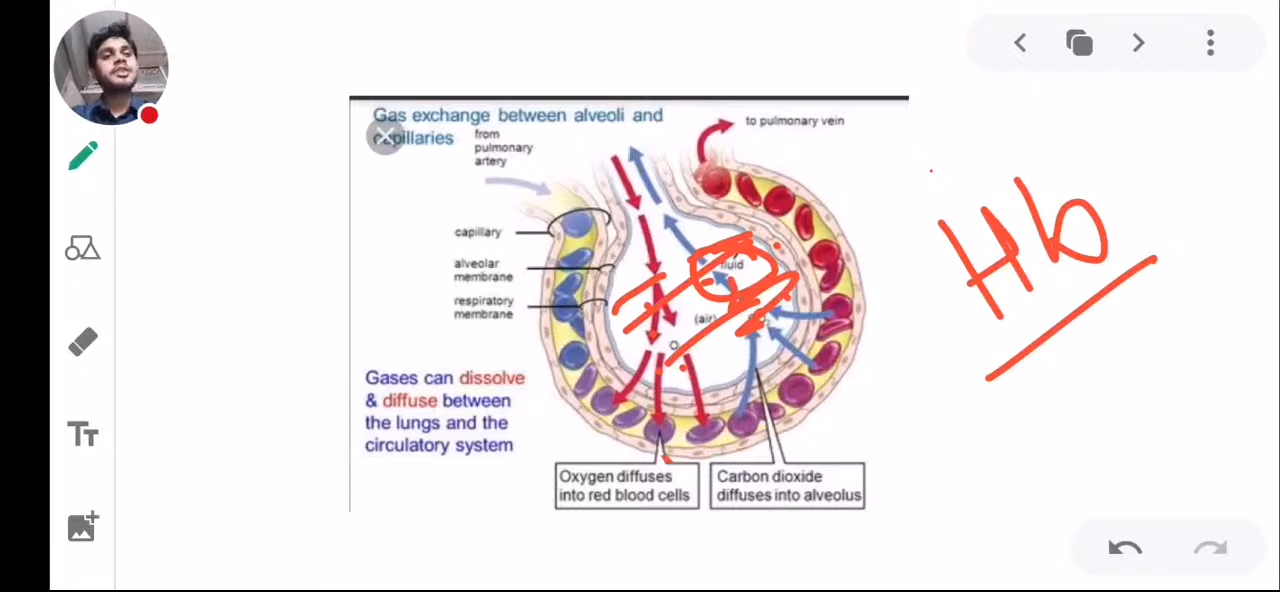 Gas exchange between alveoli and
capillaries
from
pulmonary
artery
to pulmonary vein
capillary
alveolar
membrane
respiratory
membrane
fluid
(air)
O
Gases can dissolve
& diffuse between
the lungs and the
circulatory system
Oxygen diffuses
into red blood cells
Carbon dioxide
diffuses into alveolus
Hb
TT